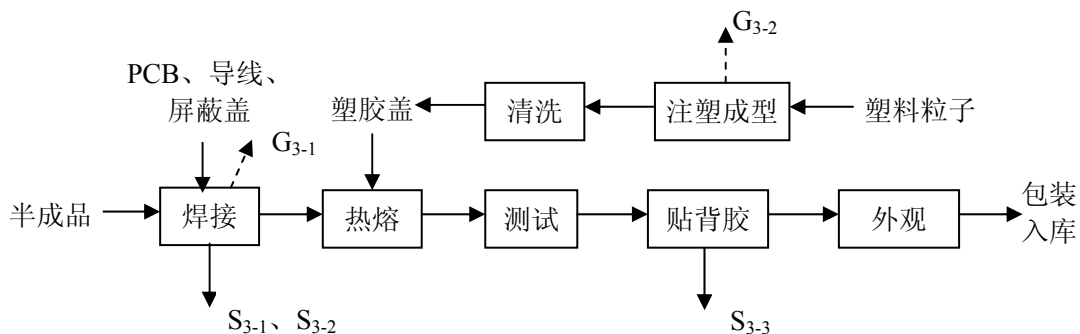 G3-2
PCB、导线、
屏蔽盖
塑胶盖
清洗
注塑成型
塑料粒子
G3-1
半成品
焊接
热熔
测试
贴背胶
外观
包装
入库
S3-1、S3-2
S3-3